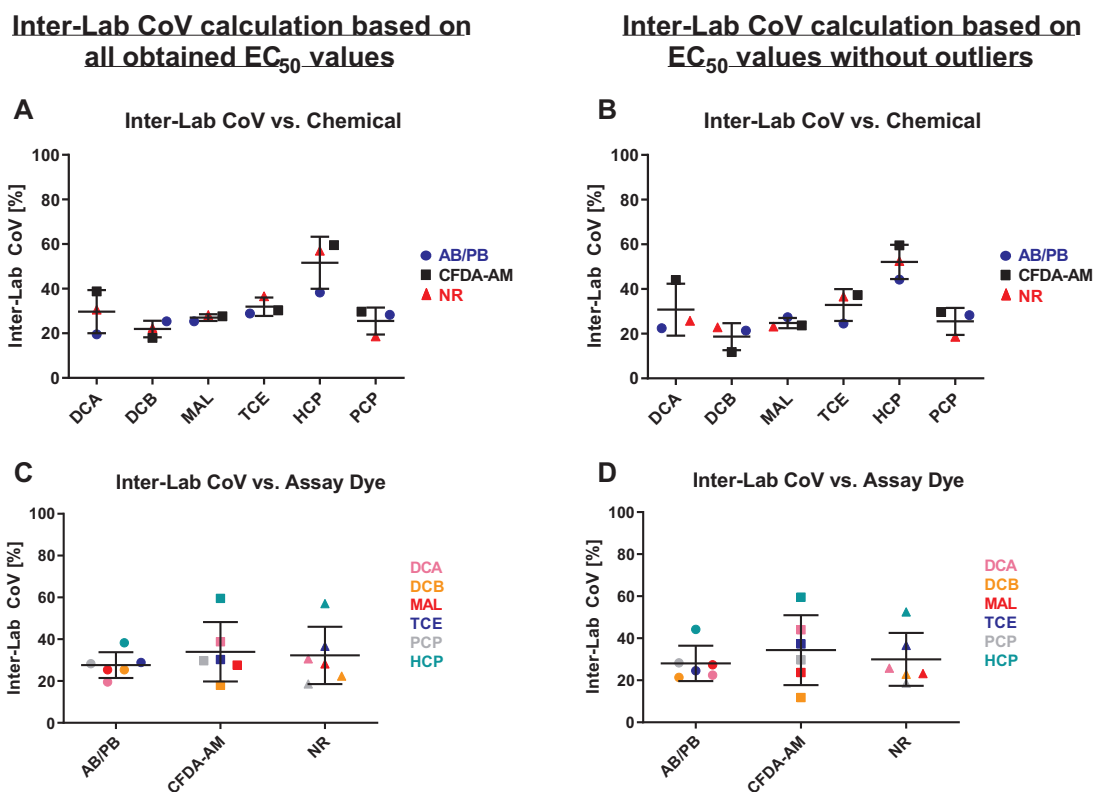 Inter-Lab CoV calculation based on
all obtained EC50 values
Inter-Lab CoV calculation based on
EC50 values without outliers
A
Inter-Lab CoV vs. Chemical
Inter-Lab CoV [%]
100
80
60
40
20
0
DCA
DCB
MAL
TCE
HCP
PCP
AB/PB
CFDA-AM
NR
B
Inter-Lab CoV vs. Chemical
Inter-Lab CoV [%]
100
80
60
40
20
0
DCA
DCB
MAL
TCE
HCP
PCP
AB/PB
CFDA-AM
NR
C
Inter-Lab CoV vs. Assay Dye
Inter-Lab CoV [%]
100
80
60
40
20
0
AB/PB
CFDA-AM
NR
DCA
DCB
MAL
TCE
PCP
HCP
D
Inter-Lab CoV vs. Assay Dye
Inter-Lab CoV [%]
100
80
60
40
20
0
AB/PB
CFDA-AM
NR
DCA
DCB
MAL
TCE
PCP
HCP